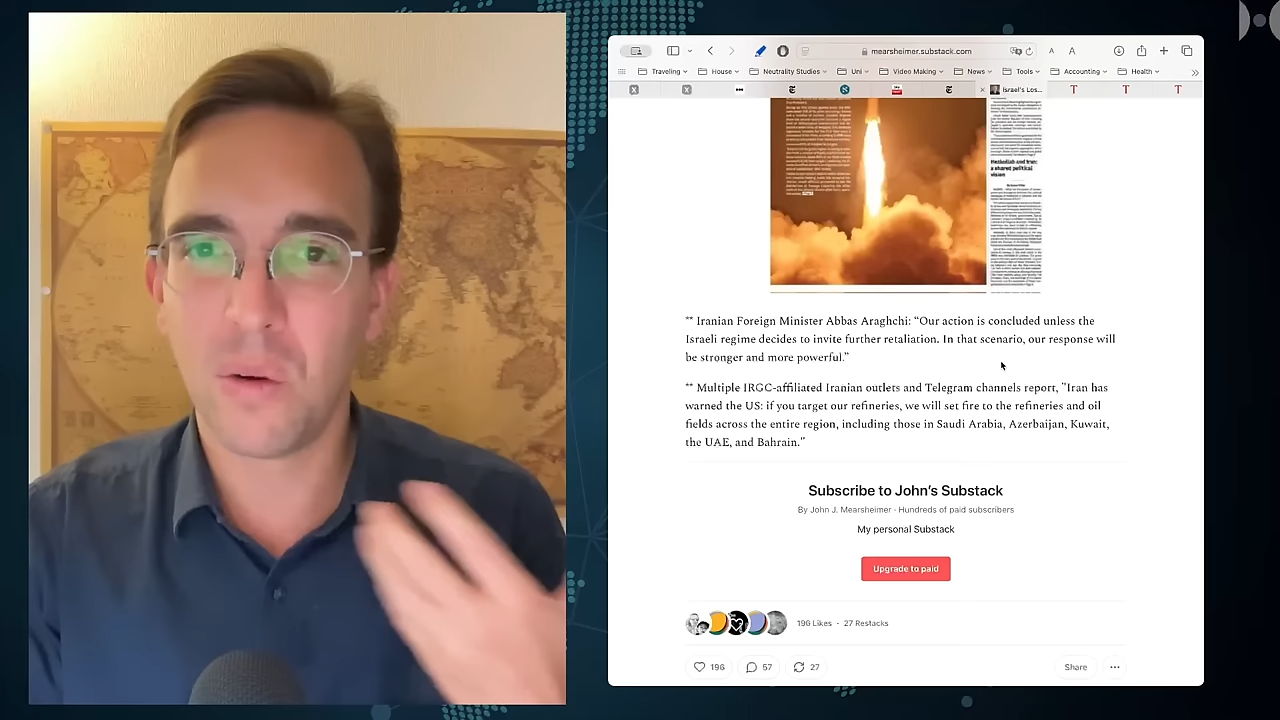 mearsheimer.substack.com
A
A
Traveling
House
Neutrality Studies
Uni
Video Making
News
Tools
Accounting
Health
Israel's Los...
Hezbollah and Iran:
a shared political
vision
** Iranian Foreign Minister Abbas Araghchi: “Our action is concluded unless the
Israeli regime decides to invite further retaliation. In that scenario, our response will
be stronger and more powerful.”
** Multiple IRGC-affiliated Iranian outlets and Telegram channels report, "Iran has
warned the US: if you target our refineries, we will set fire to the refineries and oil
fields across the entire region, including those in Saudi Arabia, Azerbaijan, Kuwait,
the UAE, and Bahrain."
Subscribe to John's Substack
By John J. Mearsheimer · Hundreds of paid subscribers
My personal Substack
Upgrade to paid
196 Likes · 27 Restacks
196
57
27
Share